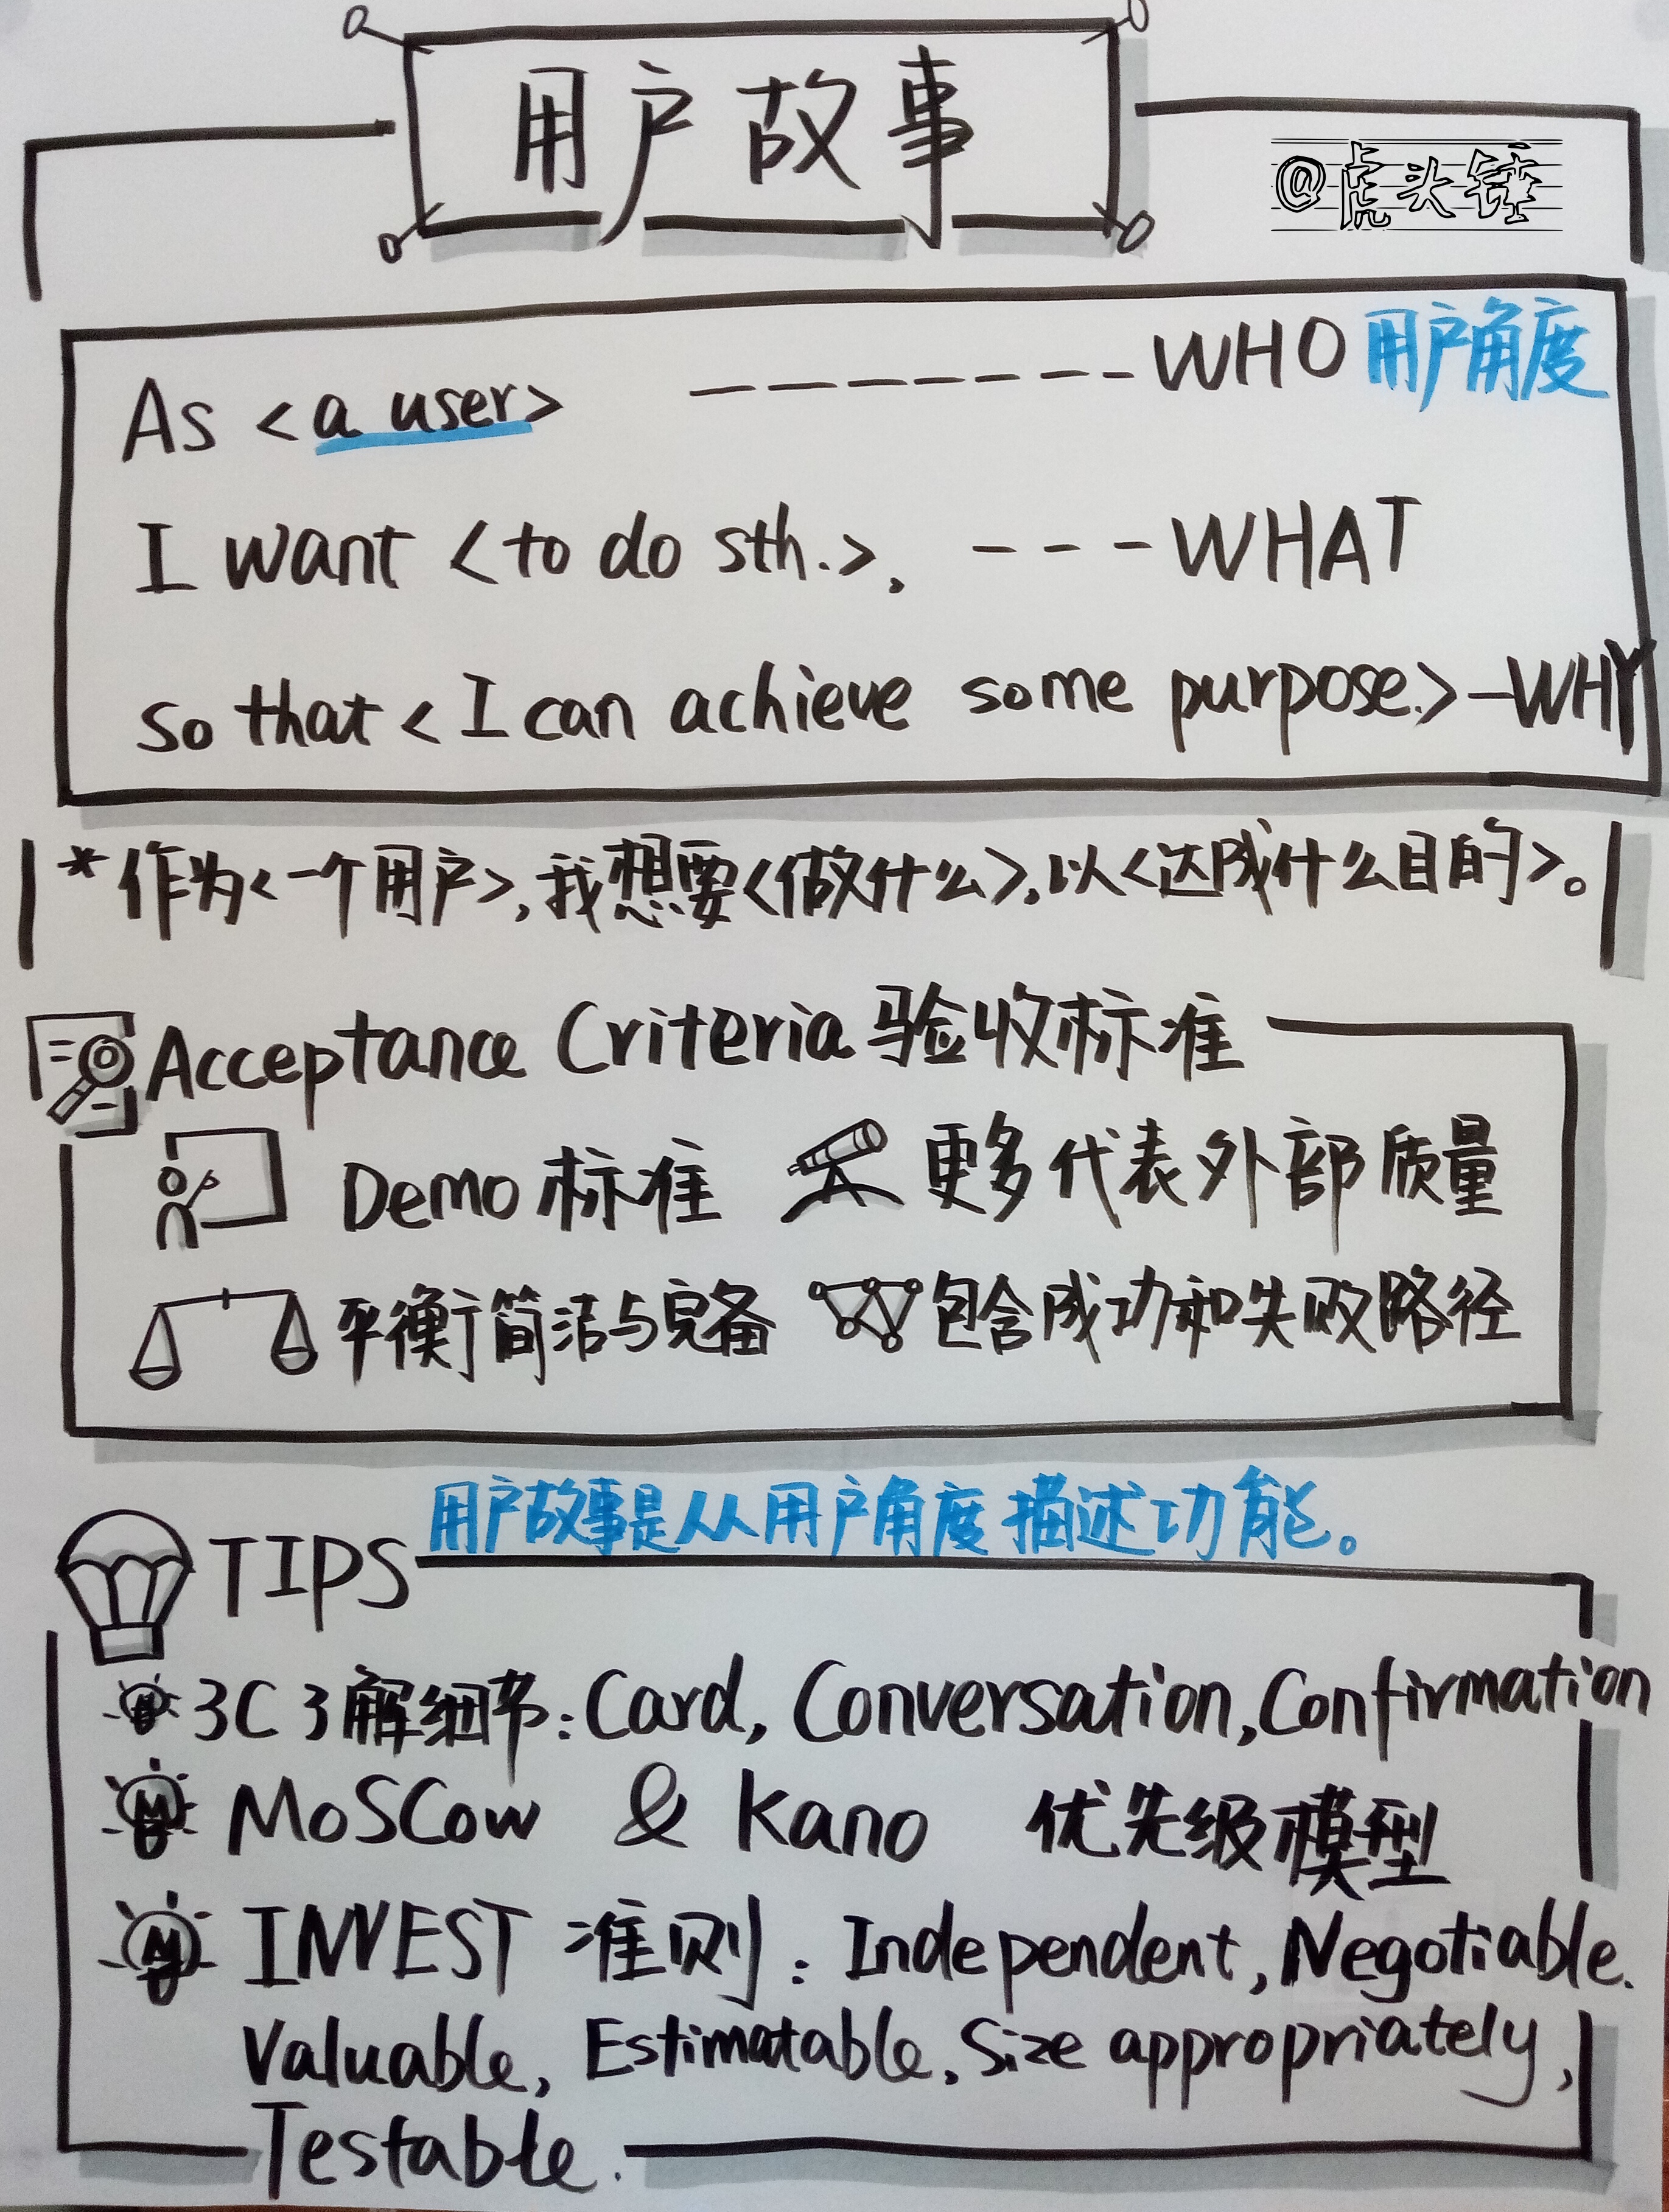 用户故事
@虎头锤
As <a user> -------WHO 用户角度
I want <to do sth.>, ---WHAT
so that <I can achieve some purpose.>-WHY
*作为<一个用户>,我想要<做什么>,以<达成什么目的>。
Acceptance Criteria 验收标准
Demo 标准 更多代表外部质量
平衡简洁与完备 包含成功和失败路径
用户故事是从用户角度描述功能。
TIPS
3C了解细节:Card, Conversation, Confirmation
MoSCow & Kano 优先级模型
INVEST 准则: Independent, Negotiable.
Valuable, Estimatable, Size appropriately,
Testable.